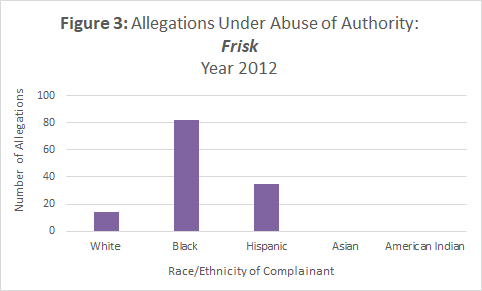 Figure 3: Allegations Under Abuse of Authority:
Frisk
Year 2012
Number of Allegations
100
80
60
40
20
0
White Black Hispanic Asian American Indian
Race/Ethnicity of Complainant